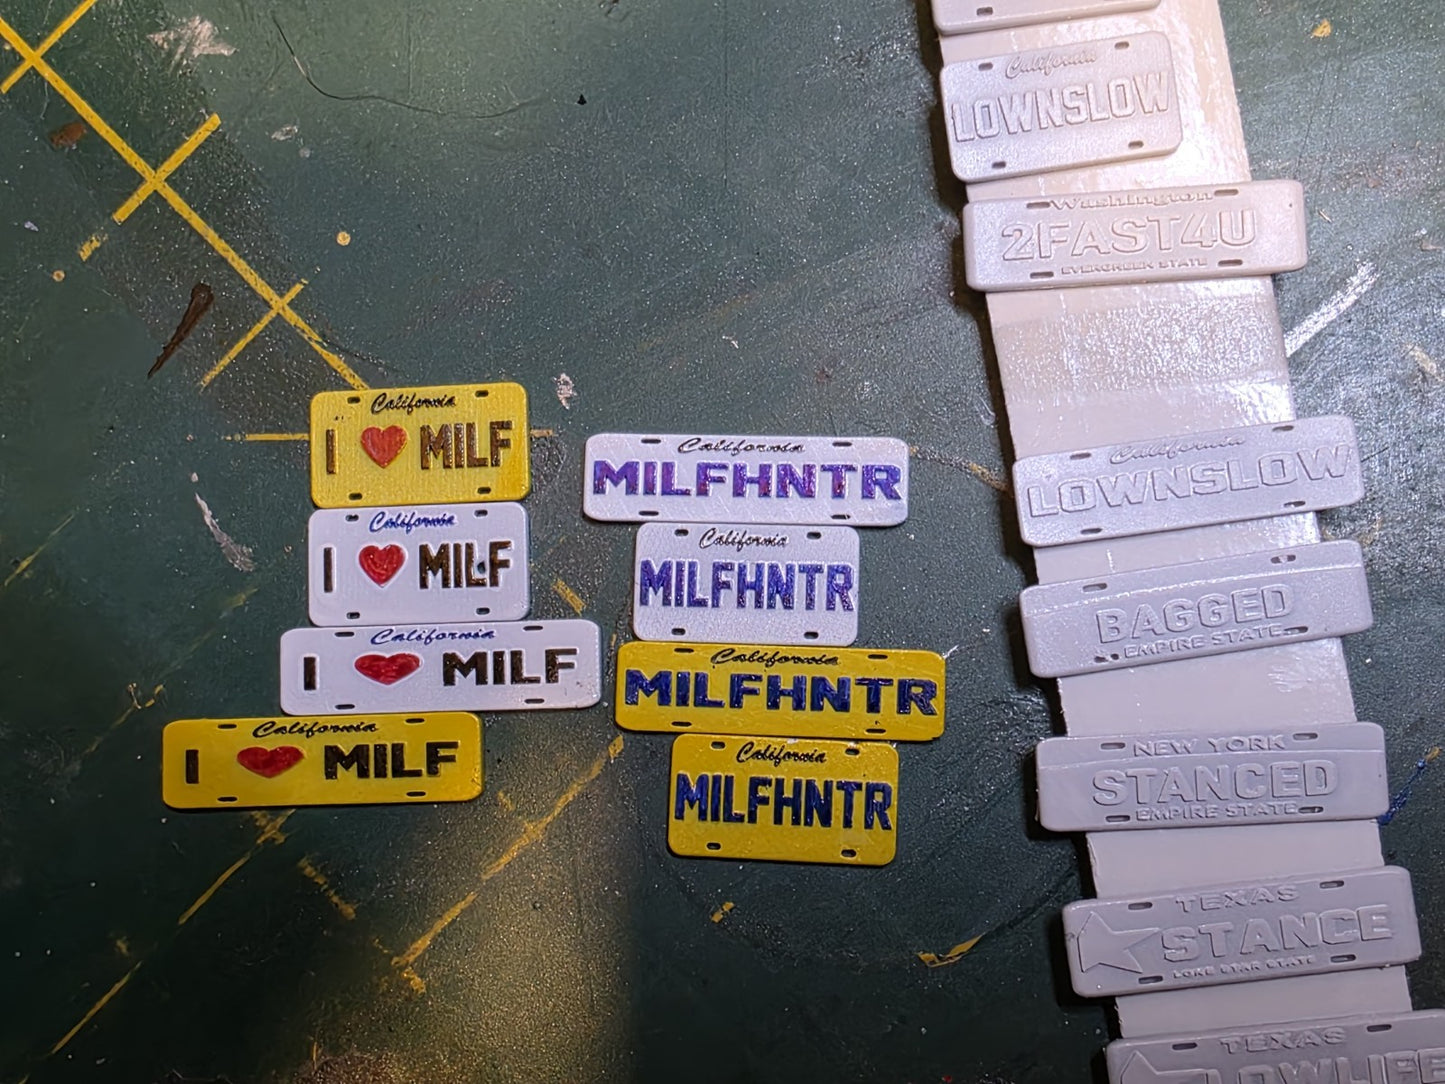 California
I ❤ MILF
California
I ❤ MILF
California
I ❤ MILF
California
I ❤ MILF
California
MILFHNTR
California
MILFHNTR
California
MILFHNTR
California
MILFHNTR
California
LOWNSLOW
Washington
2FAST4U
EVERGREEN STATE
California
LOWNSLOW
BAGGED
EMPIRE STATE
NEW YORK
STANCED
EMPIRE STATE
TEXAS
STANCE
LONE STAR STATE
TEXAS
LOWLIFE